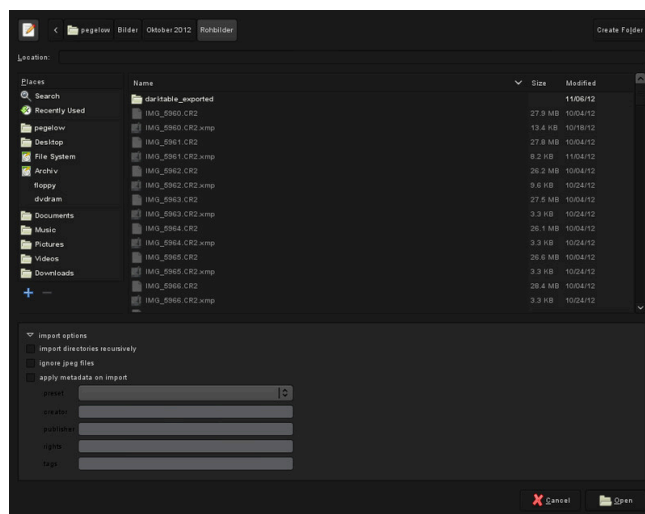 pegelow Bilder Oktober 2012 Rohbilder Create Folder
Location:
Places
Search
Recently Used
pegelow
Desktop
File System
Archiv
floppy
dvdram
Documents
Music
Pictures
Videos
Downloads
Name Size Modified
darktable_exported 11/06/12
IMG_5960.CR2 27.9 MB 10/04/12
IMG_5960.CR2.xmp 13.4 KB 10/18/12
IMG_5961.CR2 27.8 MB 10/04/12
IMG_5961.CR2.xmp 8.2 KB 11/04/12
IMG_5962.CR2 26.2 MB 10/04/12
IMG_5962.CR2.xmp 9.6 KB 10/24/12
IMG_5963.CR2 27.5 MB 10/04/12
IMG_5963.CR2.xmp 3.3 KB 10/24/12
IMG_5964.CR2 26.1 MB 10/04/12
IMG_5964.CR2.xmp 3.3 KB 10/24/12
IMG_5965.CR2 26.6 MB 10/04/12
IMG_5965.CR2.xmp 3.3 KB 10/24/12
IMG_5966.CR2 28.4 MB 10/04/12
IMG_5966.CR2.xmp 3.3 KB 10/24/12
import options
import directories recursively
ignore jpeg files
apply metadata on import
preset
creator
publisher
rights
tags
Cancel Open